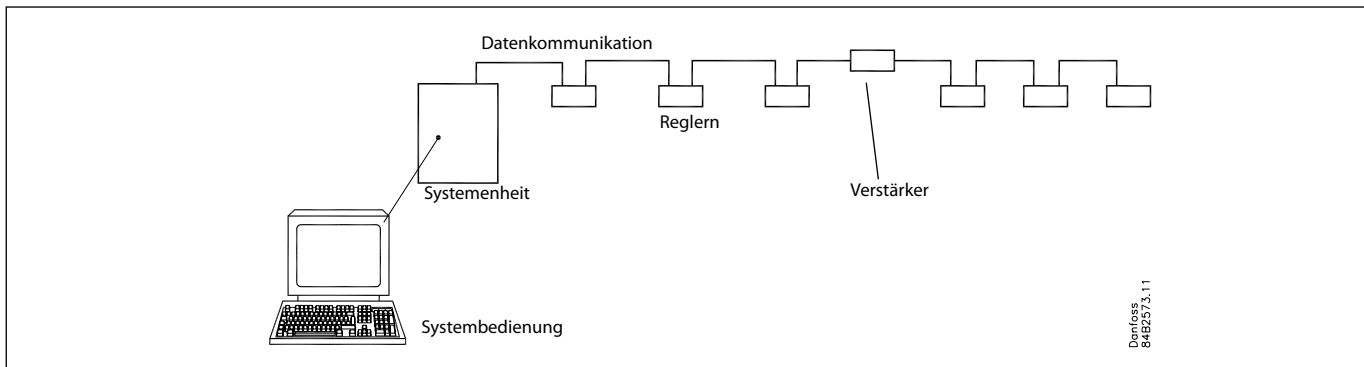 Datenkommunikation
Reglern
Systemenheit
Verstärker
Systembedienung
Danfoss
84B2573.11